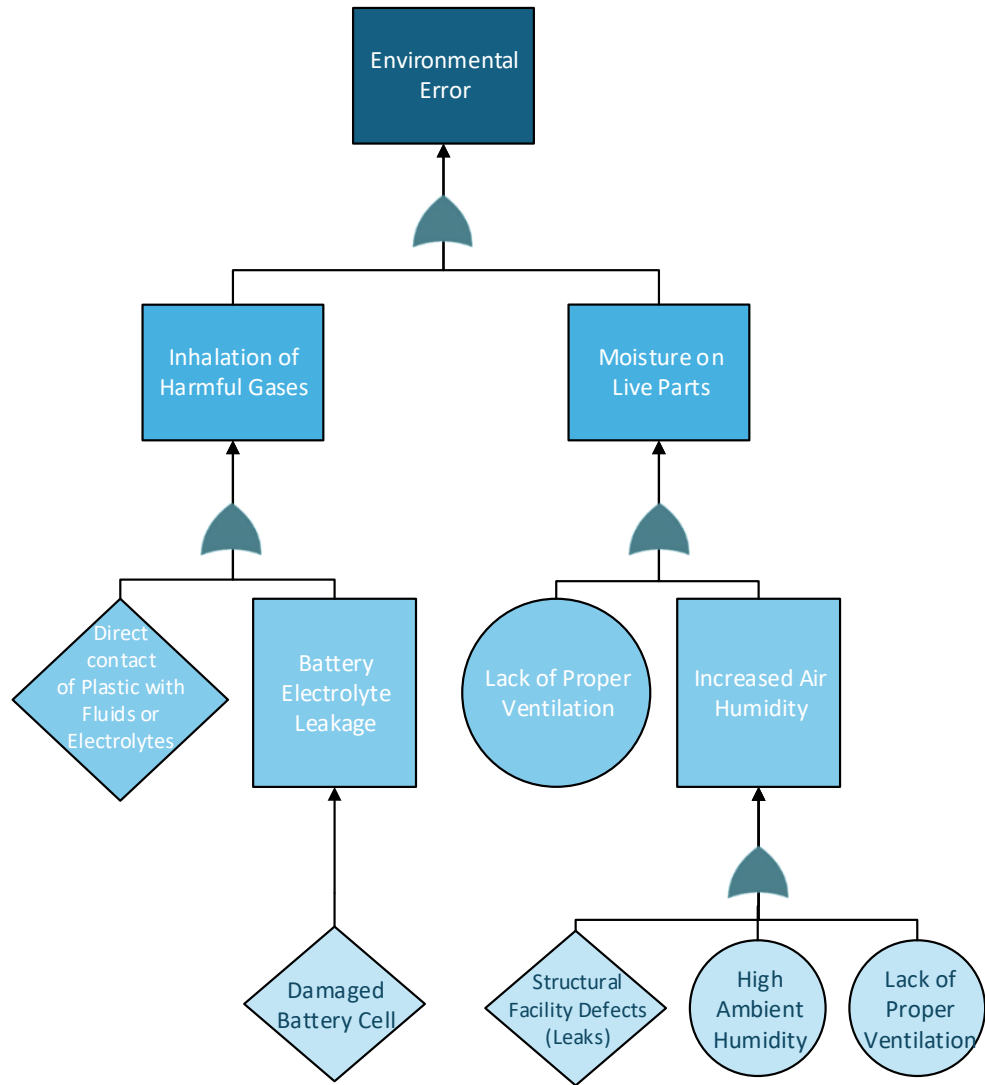 Environmental
Error
Inhalation of
Harmful Gases
Moisture on
Live Parts
Direct
contact
of Plastic with
Fluids or
Electrolytes
Battery
Electrolyte
Leakage
Lack of Proper
Ventilation
Increased Air
Humidity
Damaged
Battery Cell
Structural
Facility Defects
(Leaks)
High
Ambient
Humidity
Lack of
Proper
Ventilation